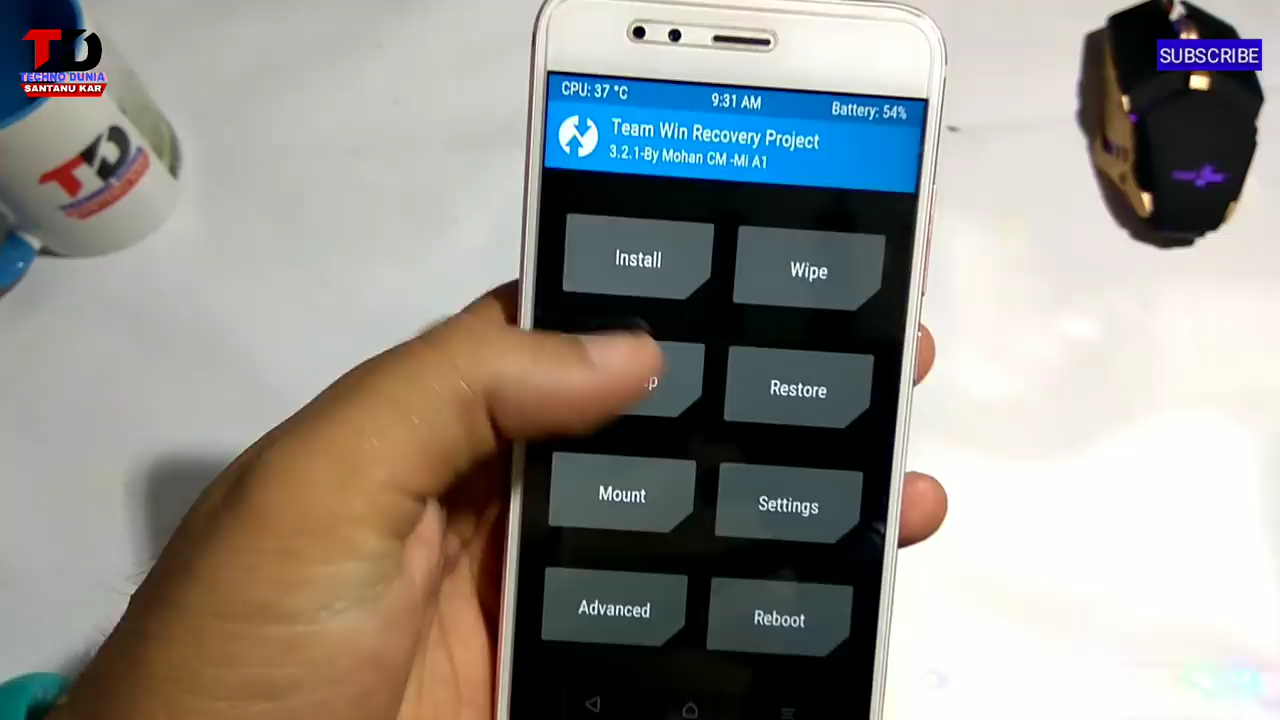 TD
TECHNO DUNIA
SANTANU KAR
SUBSCRIBE
CPU: 37 °C
9:31 AM
Battery: 54%
Team Win Recovery Project
3.2.1-By Mohan CM -Mi A1
Install
Wipe
Restore
Mount
Settings
Advanced
Reboot
TD